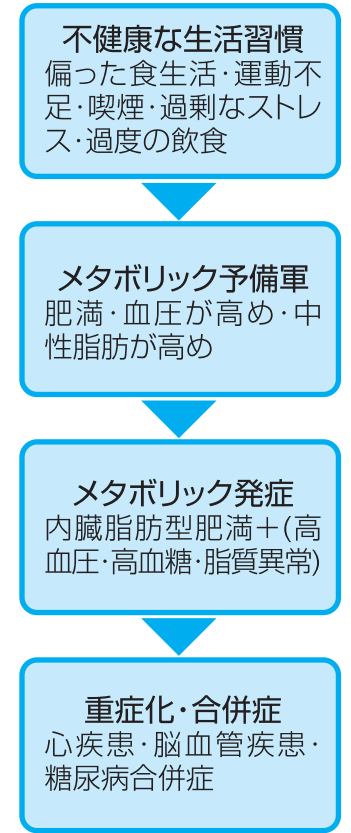 不健康な生活習慣
偏った食生活・運動不
足・喫煙・過剰なストレ
ス・過度の飲食
メタボリック予備軍
肥満・血圧が高め・中
性脂肪が高め
メタボリック発症
内臓脂肪型肥満＋(高
血圧・高血糖・脂質異常)
重症化・合併症
心疾患・脳血管疾患・
糖尿病合併症